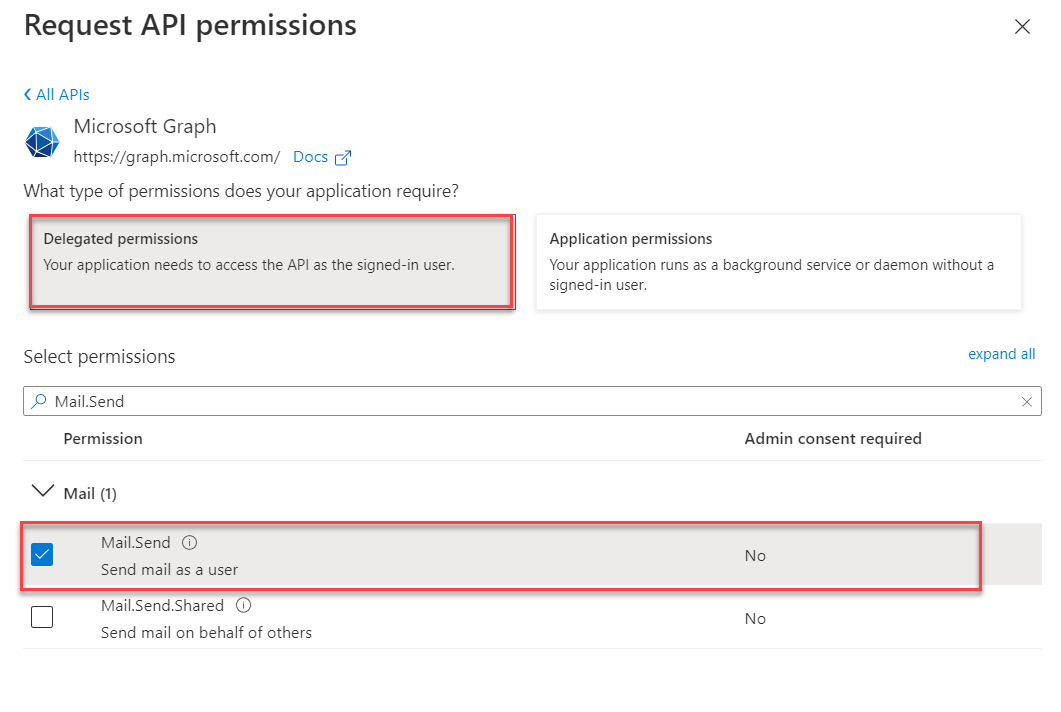 Request API permissions
All APIs
Microsoft Graph
https://graph.microsoft.com/ Docs
What type of permissions does your application require?
Delegated permissions
Your application needs to access the API as the signed-in user.
Application permissions
Your application runs as a background service or daemon without a
signed-in user.
Select permissions
expand all
Mail.Send
Permission Admin consent required
Mail (1)
Mail.Send
Send mail as a user
No
Mail.Send.Shared
Send mail on behalf of others
No